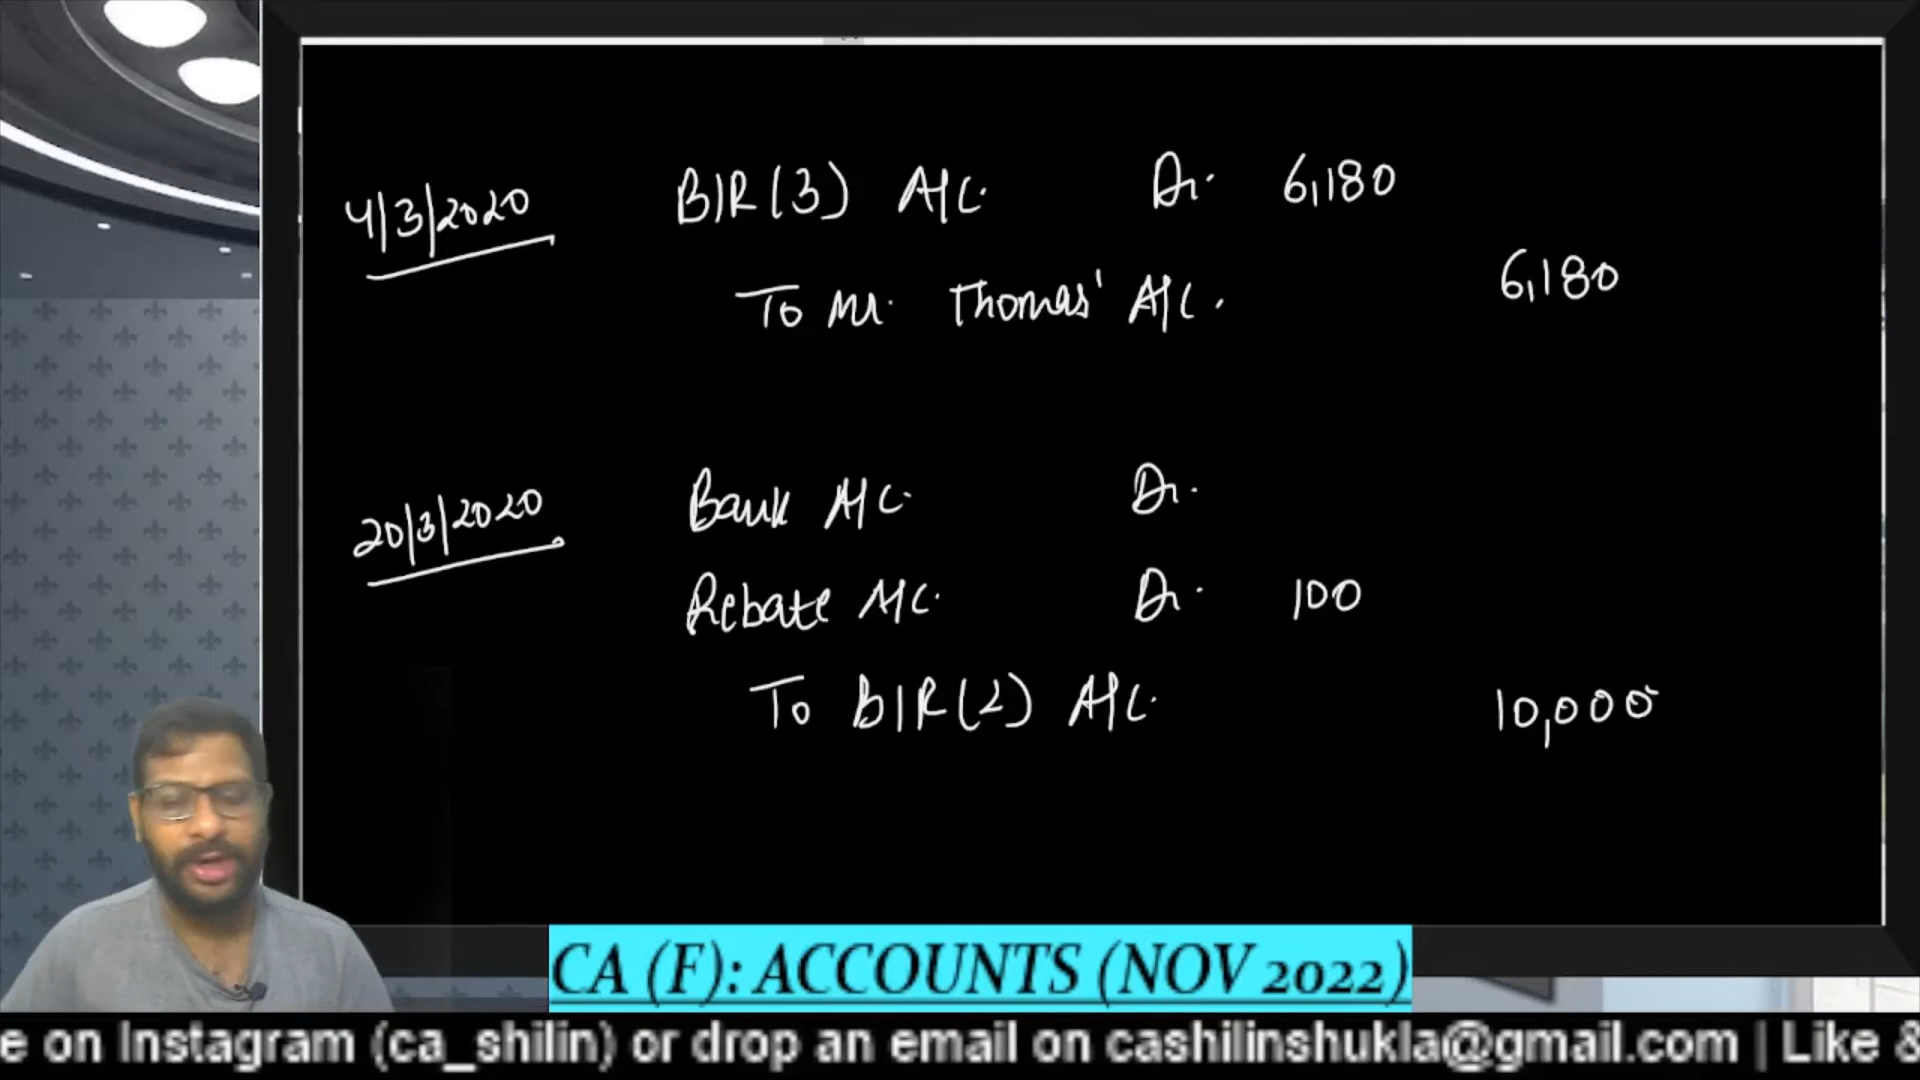 4/3/2020 B/R(3) A/C. Dr. 6,180
To Mr. Thomas' A/C. 6,180
20/3/2020 Bank A/C. Dr.
Rebate A/C. Dr. 100
To B/R(2) A/C. 10,000
CA (F): ACCOUNTS (NOV 2022)
e on Instagram (ca_shilin) or drop an email on cashilinshukla@gmail.com | Like &